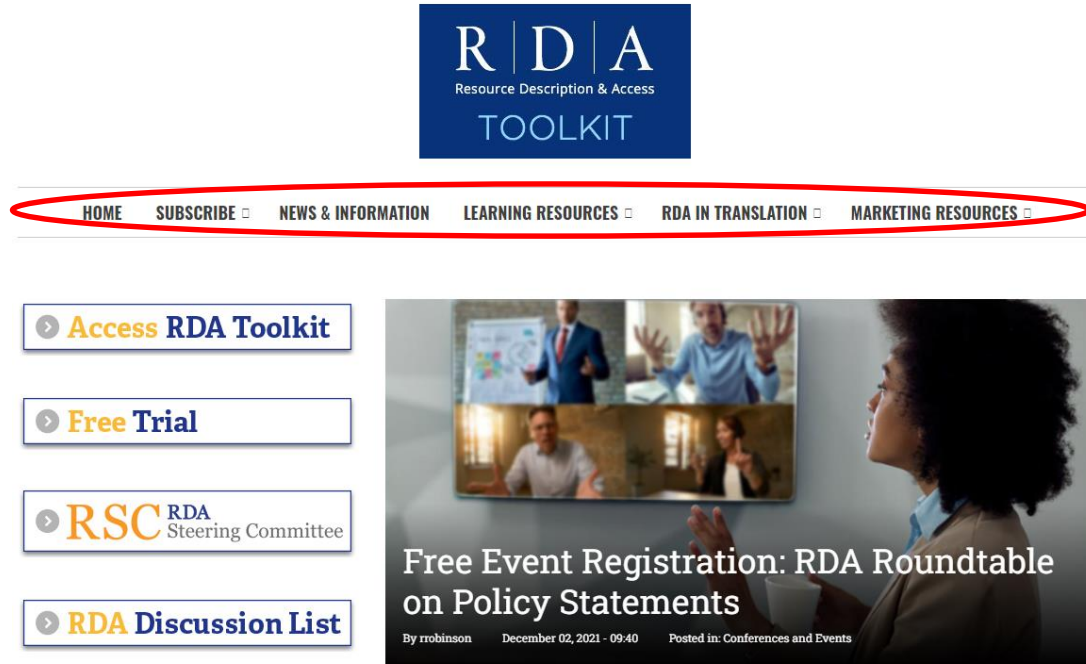 R|D|A
Resource Description & Access
TOOLKIT
HOME SUBSCRIBE NEWS & INFORMATION LEARNING RESOURCES RDA IN TRANSLATION MARKETING RESOURCES
Access RDA Toolkit
Free Trial
RSC RDA Steering Committee
RDA Discussion List
Free Event Registration: RDA Roundtable
on Policy Statements
By rrobinson December 02, 2021 - 09:40 Posted in: Conferences and Events